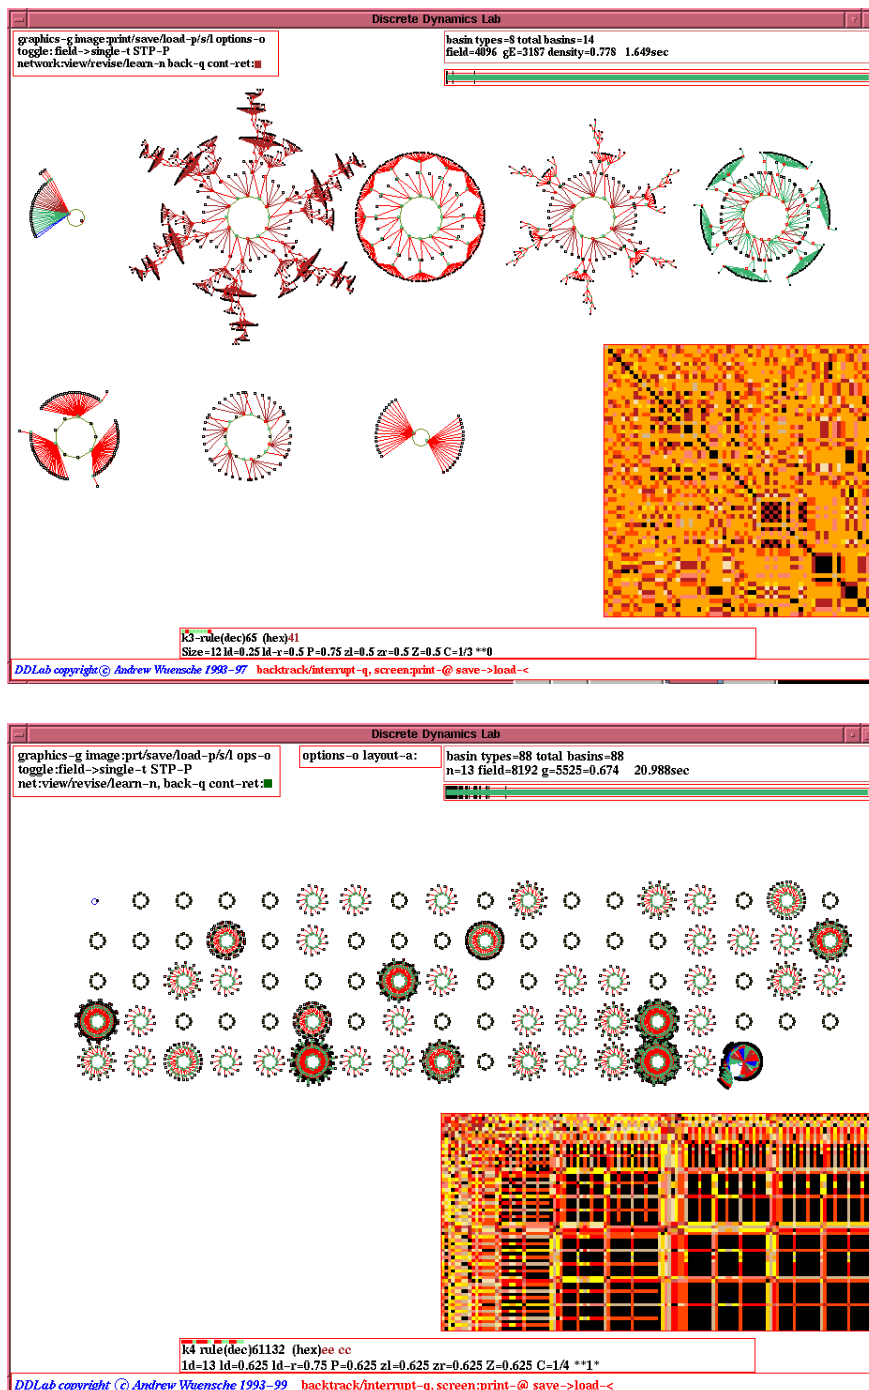 Discrete Dynamics Lab
graphics-g image:print/save/load-p/s/l options-o
toggle: field->single-t STP-P
network:view/revise/learn-n back-q cont-ret:
basin types=8 total basins=14
field=4096 gE=3187 density=0.778 1.649sec
k3-rule(dec)65 (hex)41
Size=12 ld=0.25 ld-r=0.5 P=0.75 zl=0.5 zr=0.5 Z=0.5 C=1/3 **0
DDLab copyright© Andrew Wuensche 1993-97 backtrack/interrupt-q, screen:print-@ save->load-<
Discrete Dynamics Lab
graphics-g image:prt/save/load-p/s/l ops-o
toggle:field->single-t STP-P
net:view/revise/learn-n, back-q cont-ret:
options-o layout-a:
basin types=88 total basins=88
n=13 field=8192 g=5525=0.674 20.988sec
k4 rule(dec)61132 (hex)ee cc
1d=13 ld=0.625 ld-r=0.75 P=0.625 zl=0.625 zr=0.625 Z=0.625 C=1/4 **1*
DDLab copyright © Andrew Wuensche 1993-99 backtrack/interrupt-q, screen:print-@ save->load-<